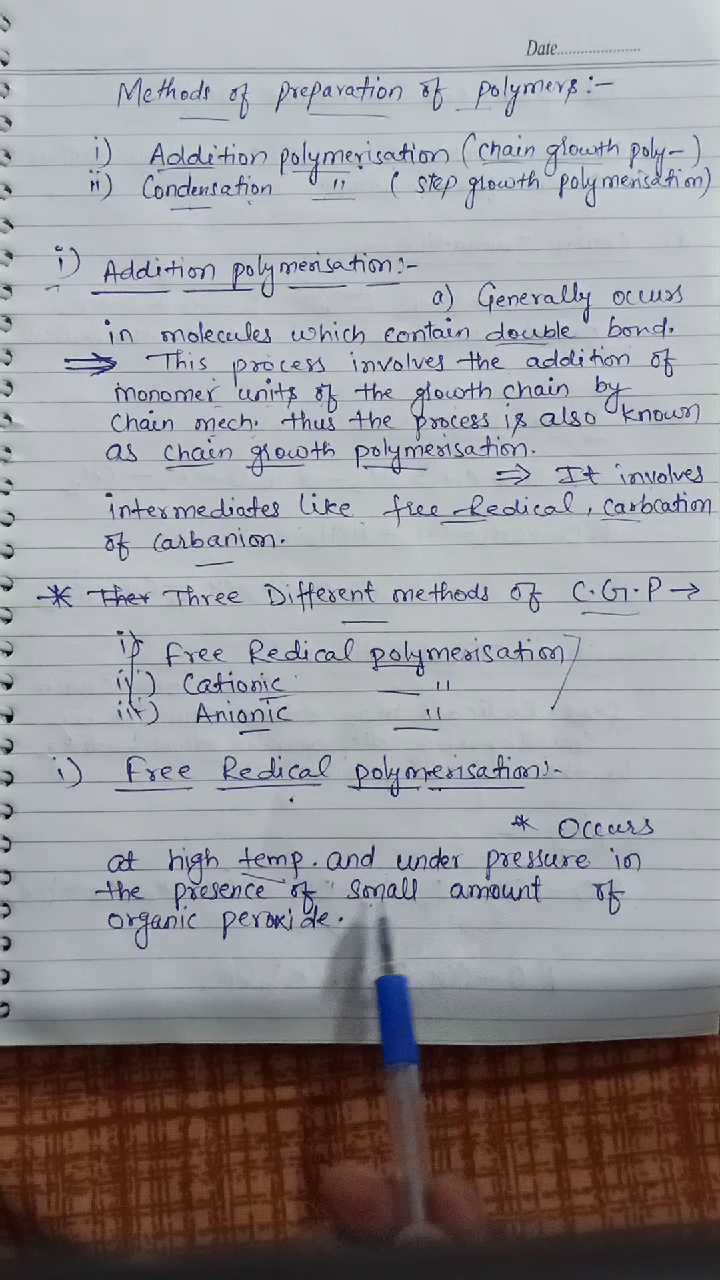 Date.....................
Methods of preparation of polymers:-
i) Addition polymerisation (chain growth poly-)
ii) Condensation " (step growth polymerisation)
i) Addition polymerisation:-
a) Generally occurs
in molecules which contain double bond.
⇒ This process involves the addition of
monomer units of the growth chain by
chain mech. thus the process is also known
as chain growth polymerisation.
⇒ It involves
intermediates like free-Redical, carbcation
of carbanion.
* Ther Three Different methods of C.G.P →
i) Free Redical polymerisation
ii) Cationic "
iii) Anionic "
i) Free Redical polymerisation:-
* Occurs
at high temp. and under pressure in
the presence of small amount of
organic peroxide.